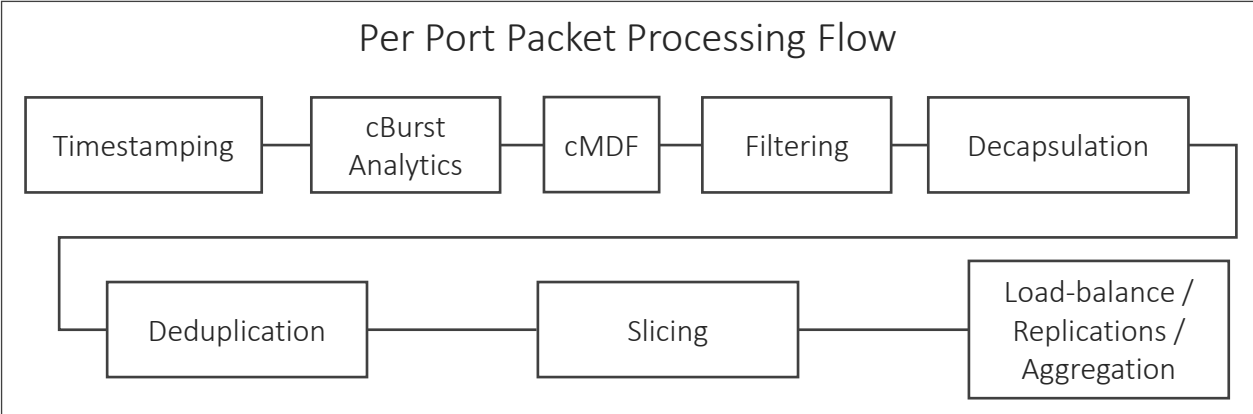 Per Port Packet Processing Flow
Timestamping
cBurst
Analytics
cMDF
Filtering
Decapsulation
Deduplication
Slicing
Load-balance /
Replications /
Aggregation